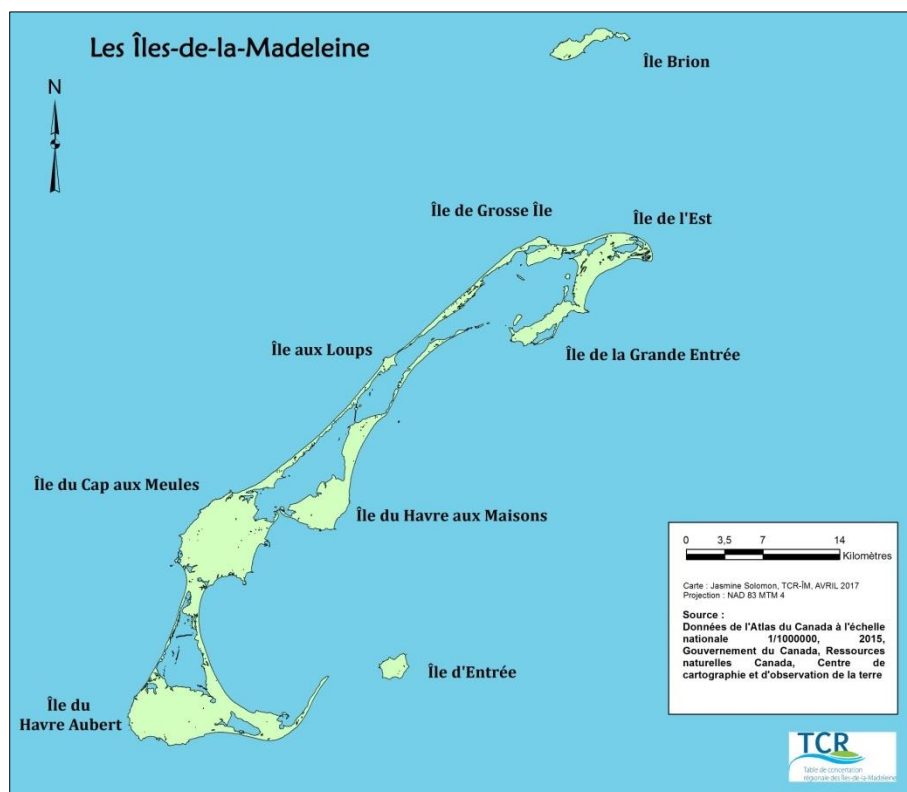 Les Îles-de-la-Madeleine
Île Brion
N
Île de Grosse Île
Île de l'Est
Île aux Loups
Île de la Grande Entrée
Île du Cap aux Meules
Île du Havre aux Maisons
Île d'Entrée
Île du
Havre Aubert
0 3,5 7 14
Kilomètres
Carte : Jasmine Solomon, TCR-ÎM, AVRIL 2017
Projection : NAD 83 MTM 4
Source :
Données de l'Atlas du Canada à l'échelle
nationale 1/1000000, 2015,
Gouvernement du Canada, Ressources
naturelles Canada, Centre de
cartographie et d'observation de la terre
TCR
Table de concertation
régionale des Îles-de-la-Madeleine